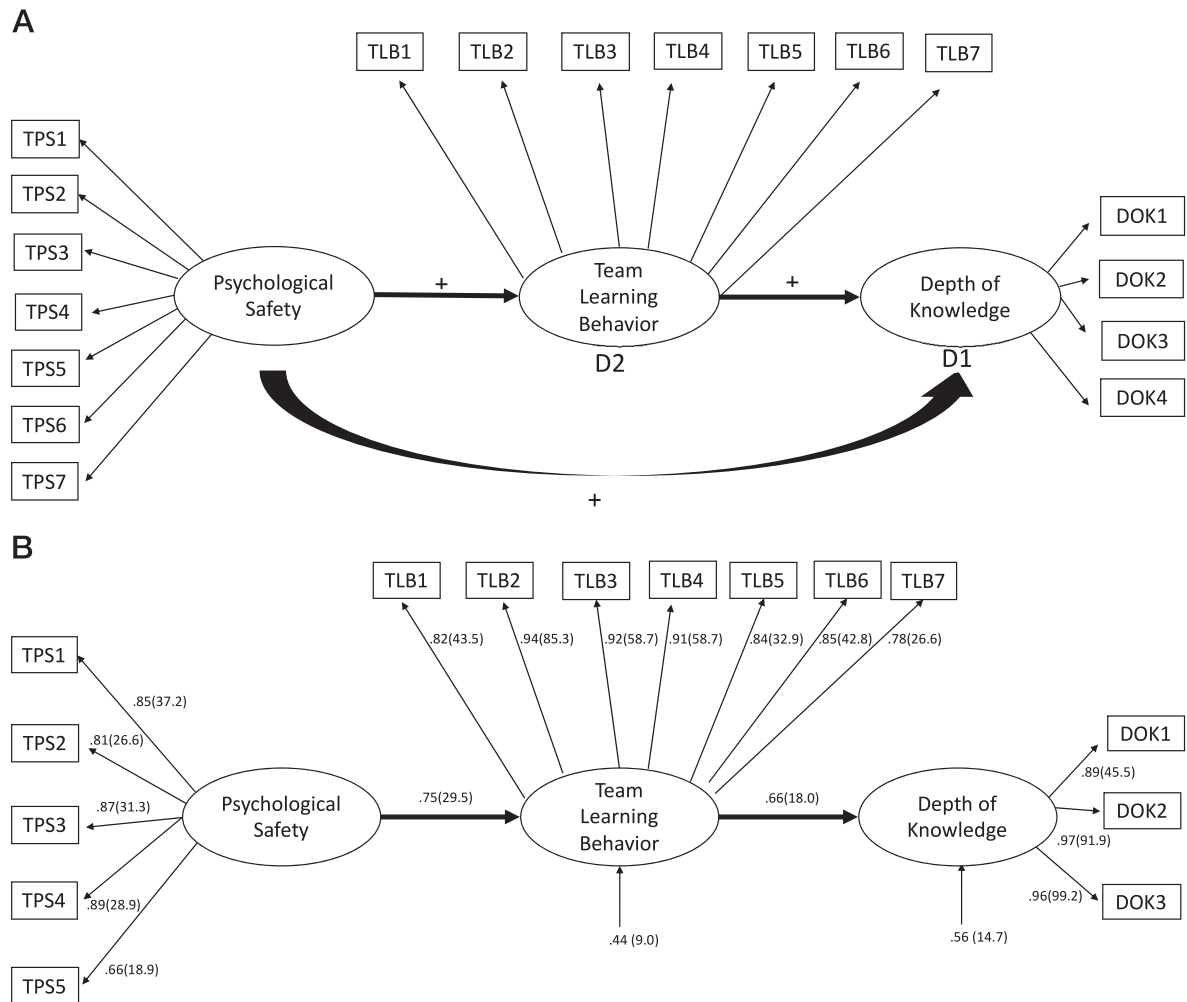 A
TLB1
TLB2
TLB3
TLB4
TLB5
TLB6
TLB7
TPS1
TPS2
TPS3
TPS4
TPS5
TPS6
TPS7
Psychological
Safety
+
Team
Learning
Behavior
D2
+
Depth of
Knowledge
D1
DOK1
DOK2
DOK3
DOK4
+
B
TLB1
TLB2
TLB3
TLB4
TLB5
TLB6
TLB7
.82(43.5)
.94(85.3)
.92(58.7)
.91(58.7)
.84(32.9)
.85(42.8)
.78(26.6)
TPS1
.85(37.2)
TPS2
.81(26.6)
TPS3
.87(31.3)
TPS4
.89(28.9)
TPS5
.66(18.9)
Psychological
Safety
.75(29.5)
Team
Learning
Behavior
.44 (9.0)
.66(18.0)
Depth of
Knowledge
.56 (14.7)
DOK1
.89(45.5)
DOK2
.97(91.9)
DOK3
.96(99.2)